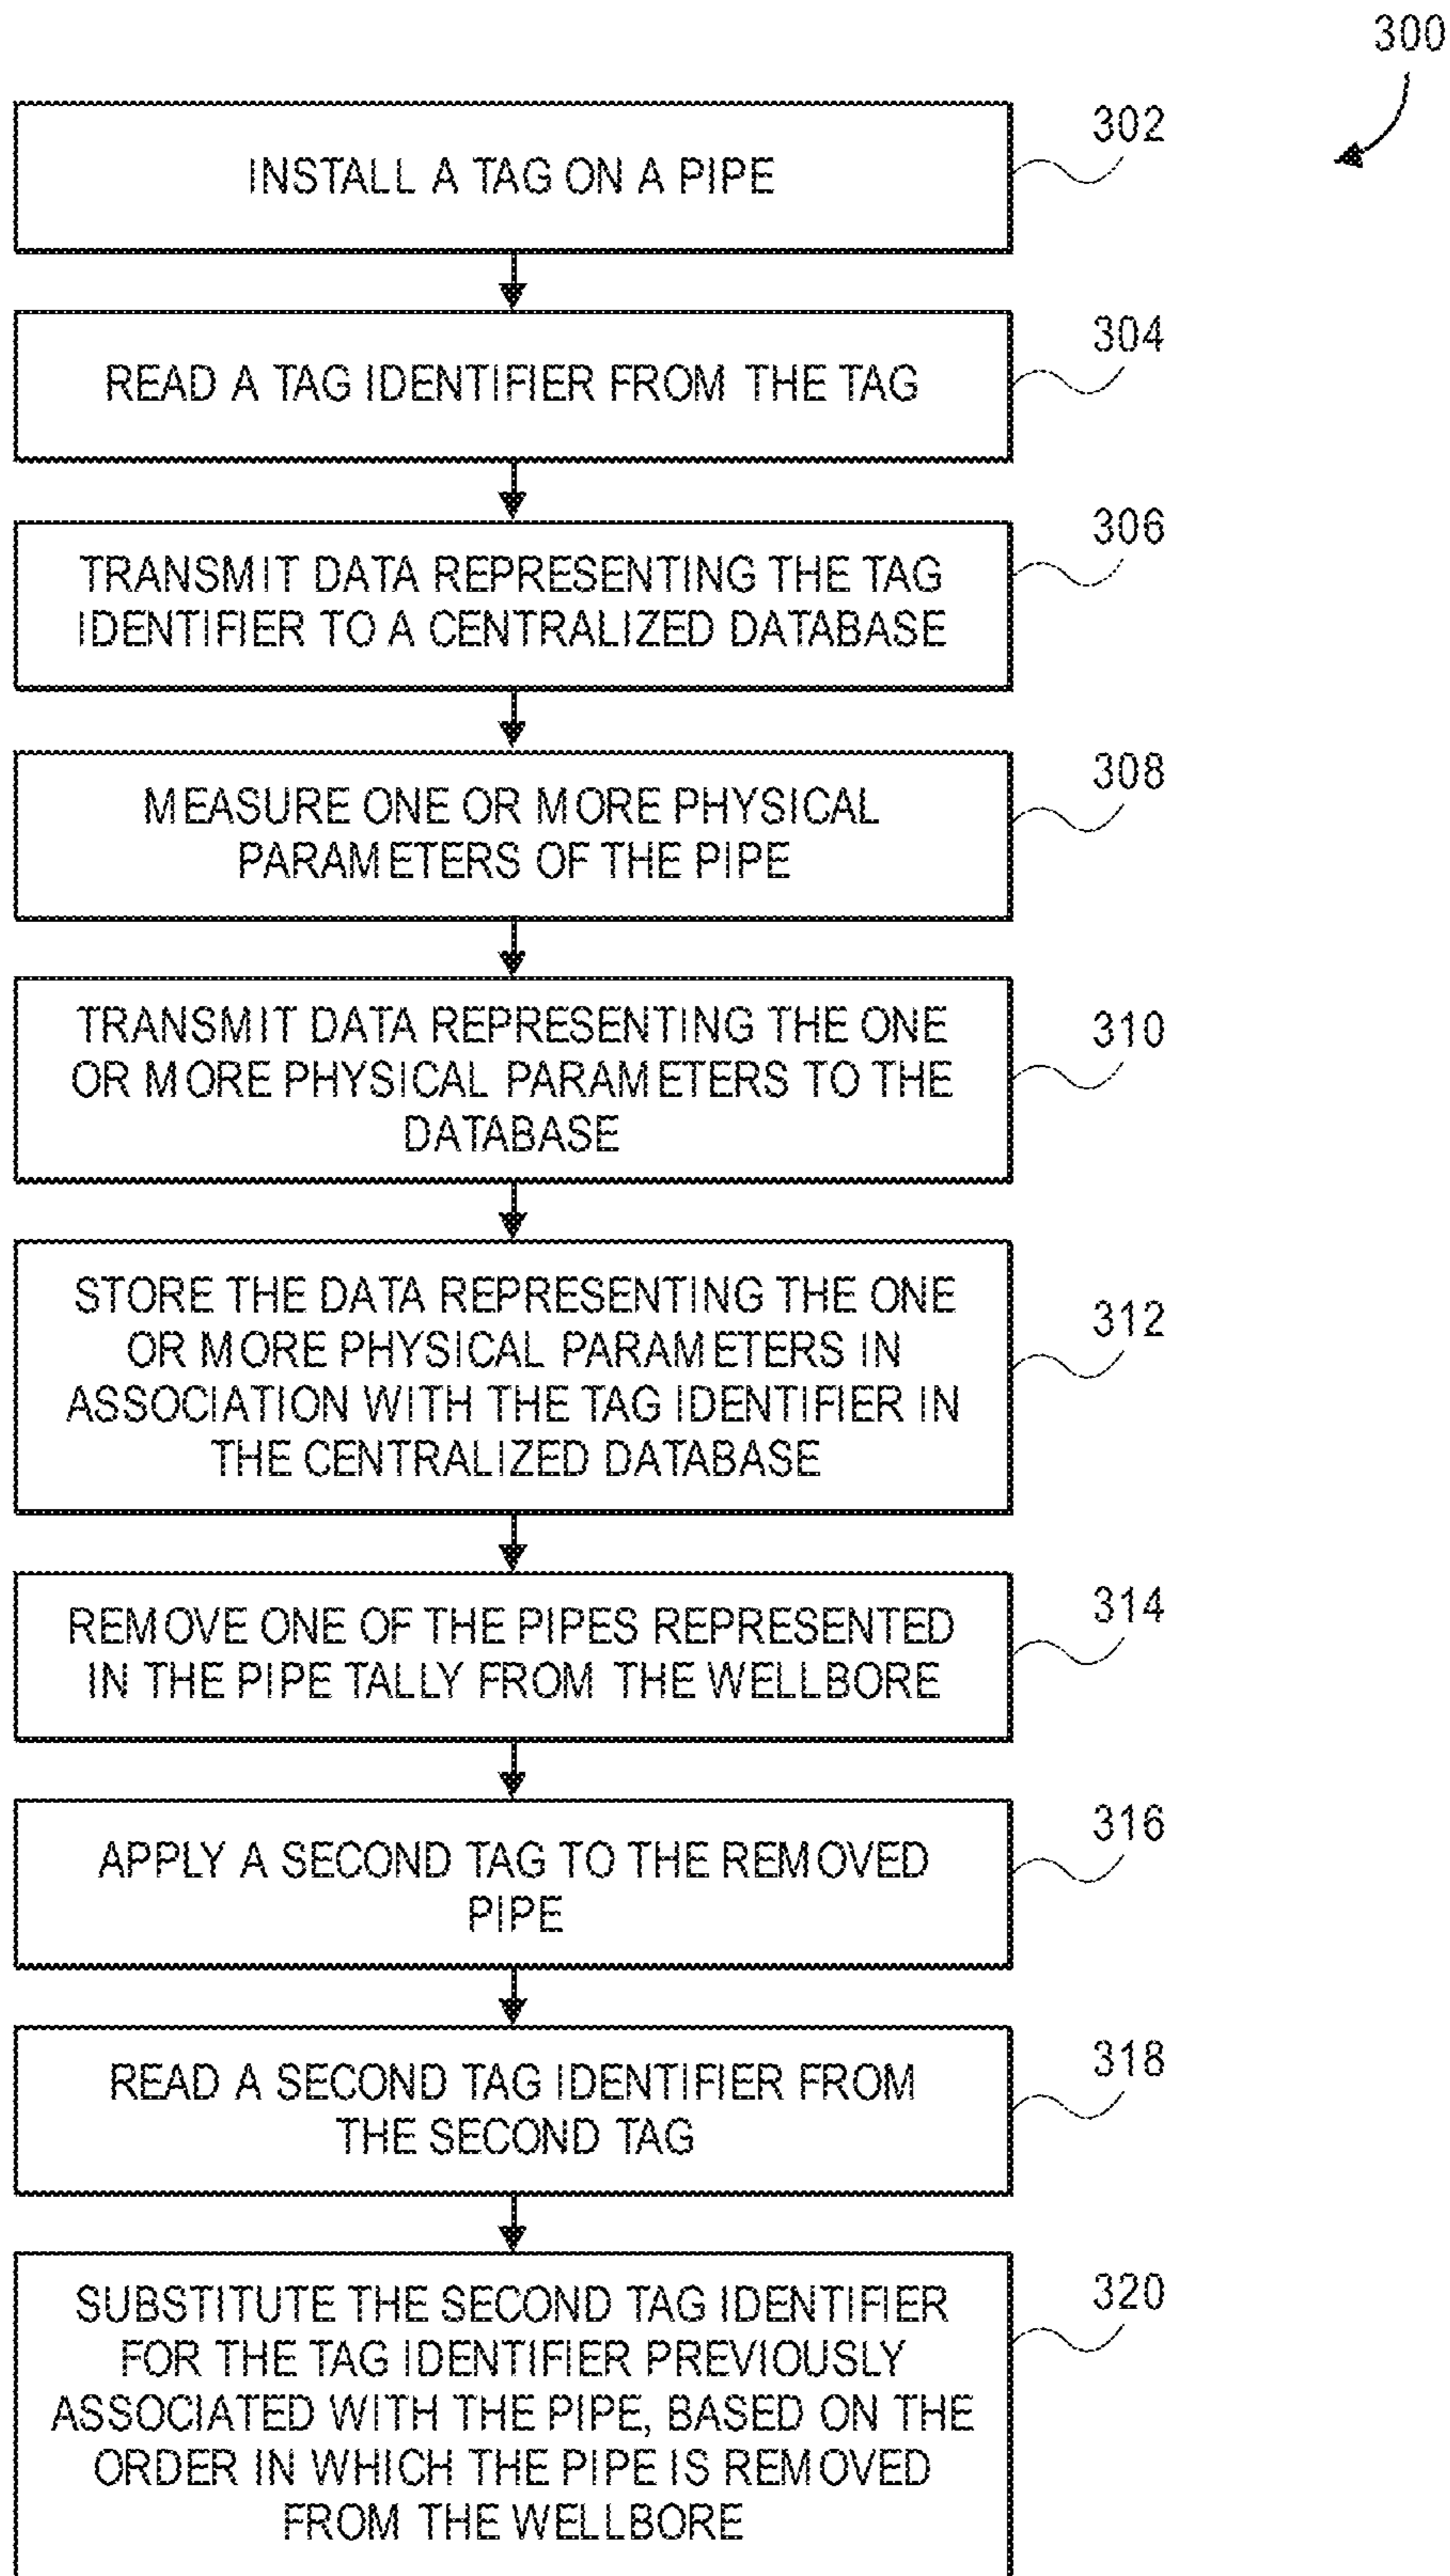 300
INSTALL A TAG ON A PIPE
302
READ A TAG IDENTIFIER FROM THE TAG
304
TRANSMIT DATA REPRESENTING THE TAG
IDENTIFIER TO A CENTRALIZED DATABASE
306
MEASURE ONE OR MORE PHYSICAL
PARAMETERS OF THE PIPE
308
TRANSMIT DATA REPRESENTING THE ONE
OR MORE PHYSICAL PARAMETERS TO THE
DATABASE
310
STORE THE DATA REPRESENTING THE ONE
OR MORE PHYSICAL PARAMETERS IN
ASSOCIATION WITH THE TAG IDENTIFIER IN
THE CENTRALIZED DATABASE
312
REMOVE ONE OF THE PIPES REPRESENTED
IN THE PIPE TALLY FROM THE WELLBORE
314
APPLY A SECOND TAG TO THE REMOVED
PIPE
316
READ A SECOND TAG IDENTIFIER FROM
THE SECOND TAG
318
SUBSTITUTE THE SECOND TAG IDENTIFIER
FOR THE TAG IDENTIFIER PREVIOUSLY
ASSOCIATED WITH THE PIPE, BASED ON THE
ORDER IN WHICH THE PIPE IS REMOVED
FROM THE WELLBORE
320